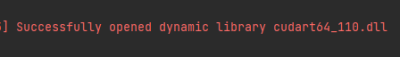 ] Successfully opened dynamic library cudart64_110.dll